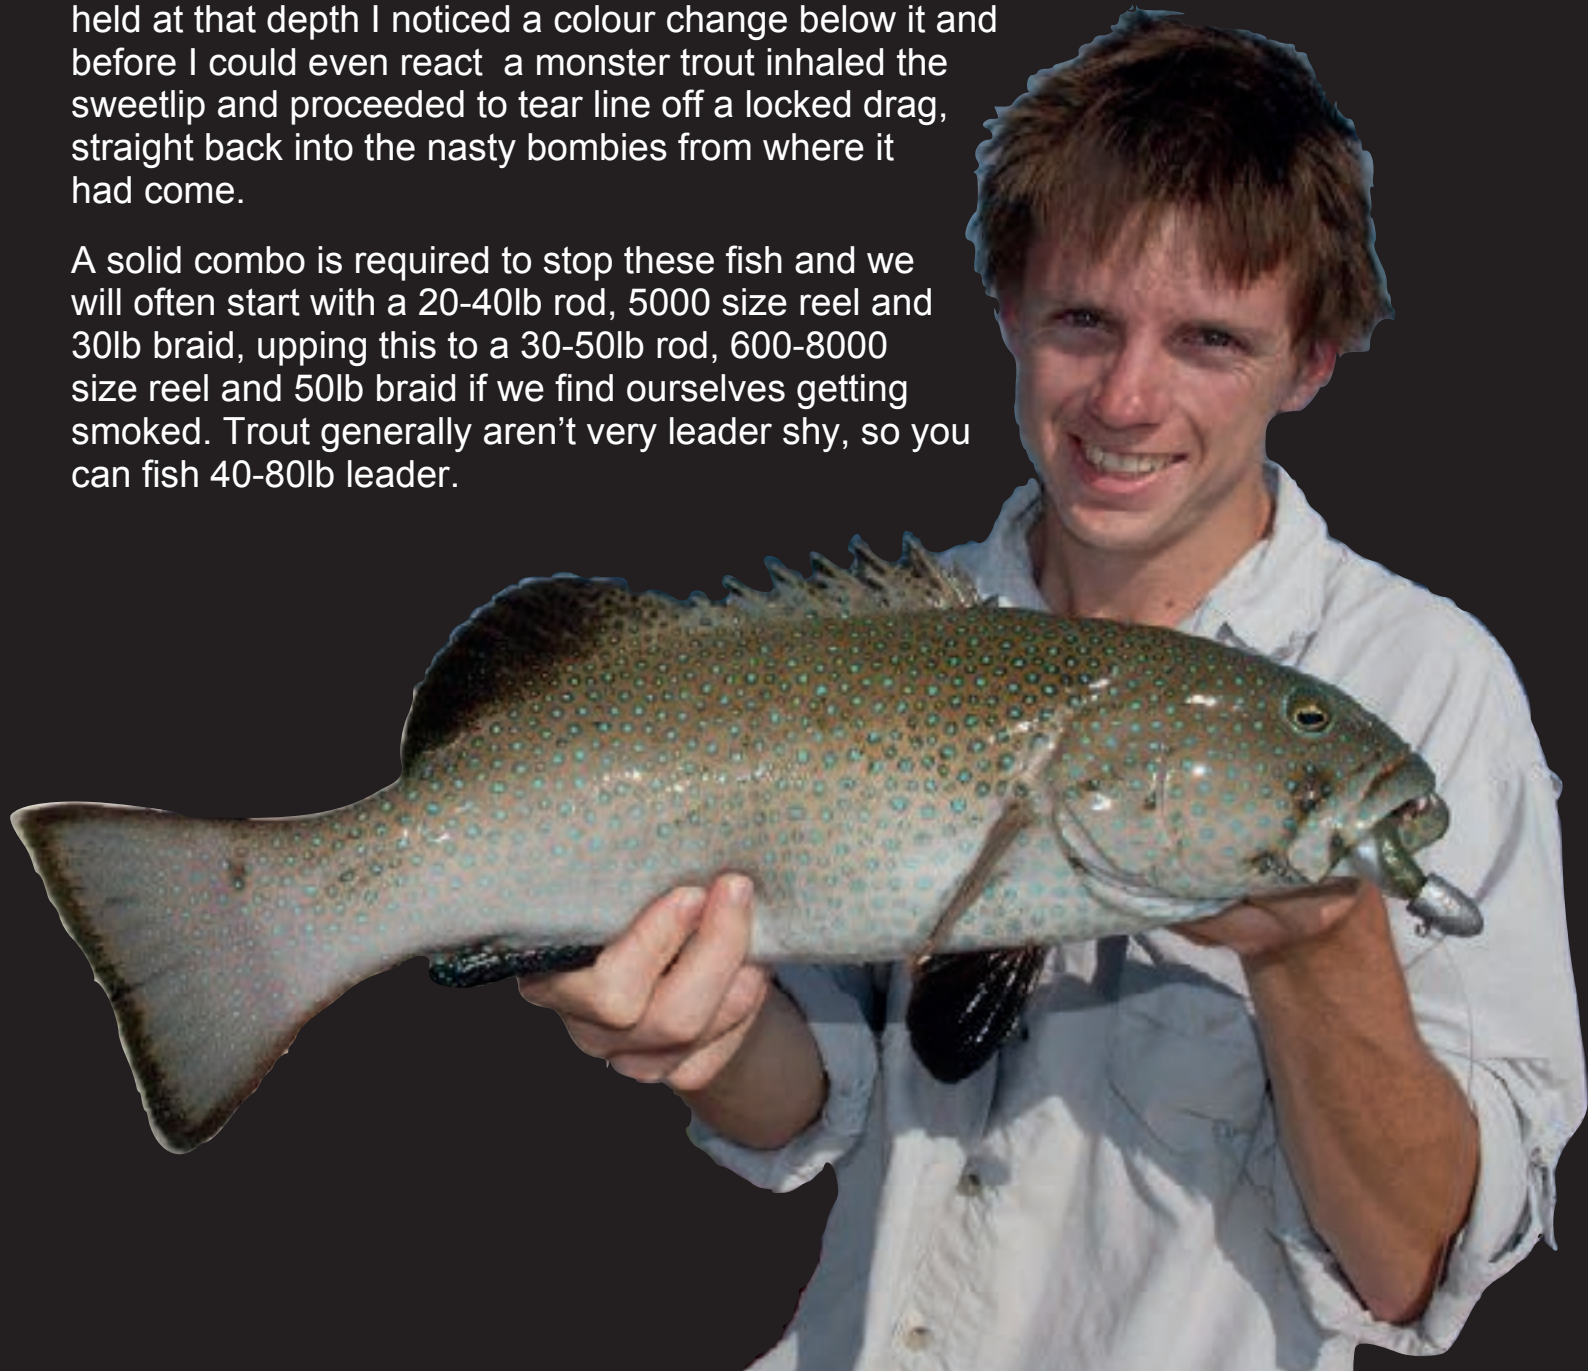 held at that depth I noticed a colour change below it and
before I could even react  a monster trout inhaled the
sweetlip and proceeded to tear line off a locked drag,
straight back into the nasty bombies from where it
had come.
A solid combo is required to stop these fish and we
will often start with a 20-40lb rod, 5000 size reel and
30lb braid, upping this to a 30-50lb rod, 600-8000
size reel and 50lb braid if we find ourselves getting
smoked. Trout generally aren’t very leader shy, so you
can fish 40-80lb leader.